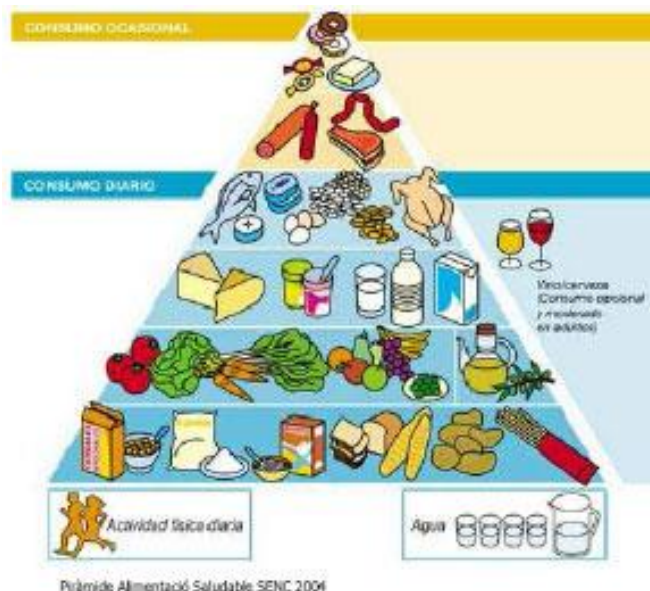 CONSUMO OCASIONAL
CONSUMO DIARIO
Vino/cerveza
(Consumo opcional
y moderado
en adultos)
Actividad física diaria
Agua
Piràmide Alimentació Saludable SENC 2004